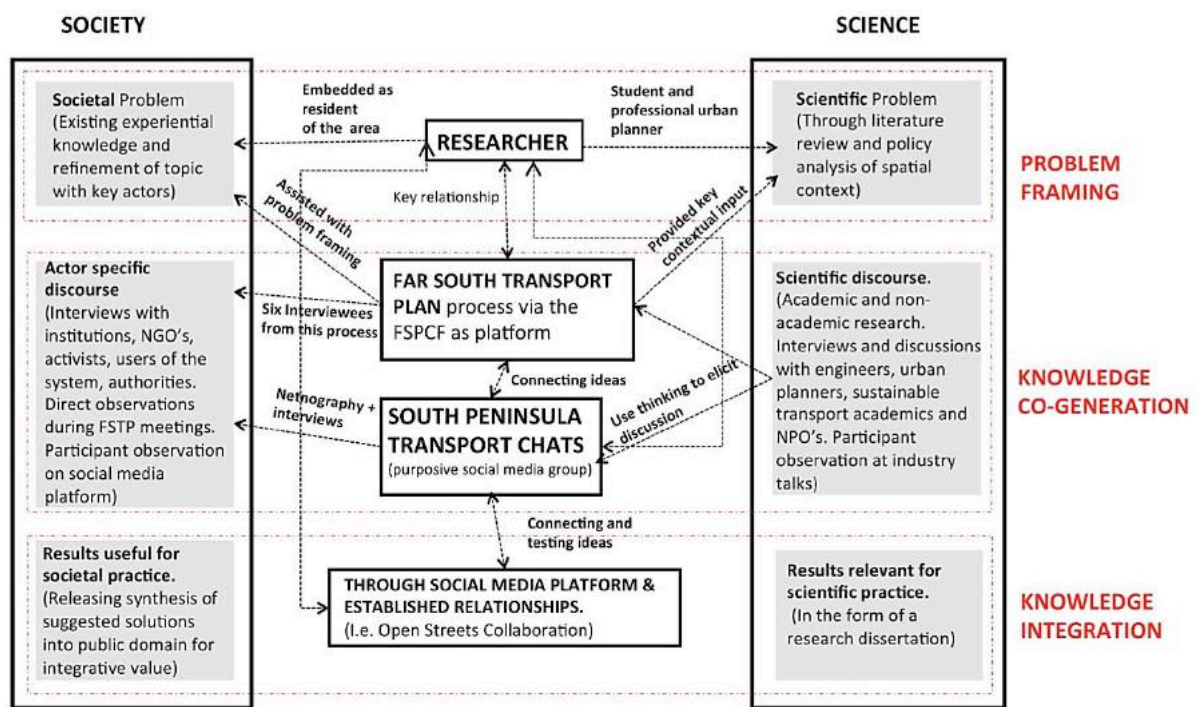 SOCIETY
SCIENCE
Societal Problem
(Existing experiential
knowledge and
refinement of topic
with key actors)
Embedded as
resident
of the area
RESEARCHER
Student and
professional urban
planner
Scientific Problem
(Through literature
review and policy
analysis of spatial
context)
PROBLEM
FRAMING
Assisted with
problem framing
Key relationship
Provided key
contextual input
Actor specific
discourse
(Interviews with
institutions, NGO's,
activists, users of the
system, authorities.
Direct observations
during FSTP meetings.
Participant observation
on social media
platform)
Six Interviewees
from this process
FAR SOUTH TRANSPORT
PLAN process via the
FSPCF as platform
Connecting ideas
Netnography +
interviews
SOUTH PENINSULA
TRANSPORT CHATS
(purposive social media group)
Use thinking to elicit
discussion
Scientific discourse.
(Academic and non-
academic research.
Interviews and discussions
with engineers, urban
planners, sustainable
transport academics and
NPO's. Participant
observation at industry
talks)
KNOWLEDGE
CO-GENERATION
Connecting and
testing ideas
Results useful for
societal practice.
(Releasing synthesis of
suggested solutions
into public domain for
integrative value)
THROUGH SOCIAL MEDIA PLATFORM &
ESTABLISHED RELATIONSHIPS.
(I.e. Open Streets Collaboration)
Results relevant for
scientific practice.
(In the form of a
research dissertation)
KNOWLEDGE
INTEGRATION